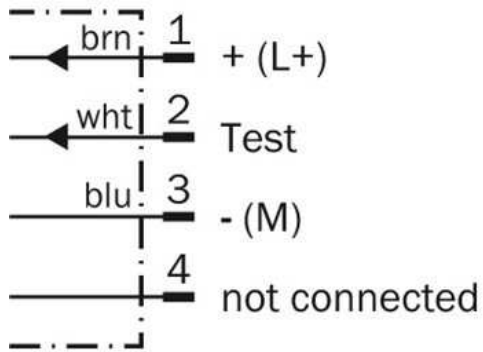 brn 1 + (L+)
wht 2 Test
blu 3 - (M)
4 not connected